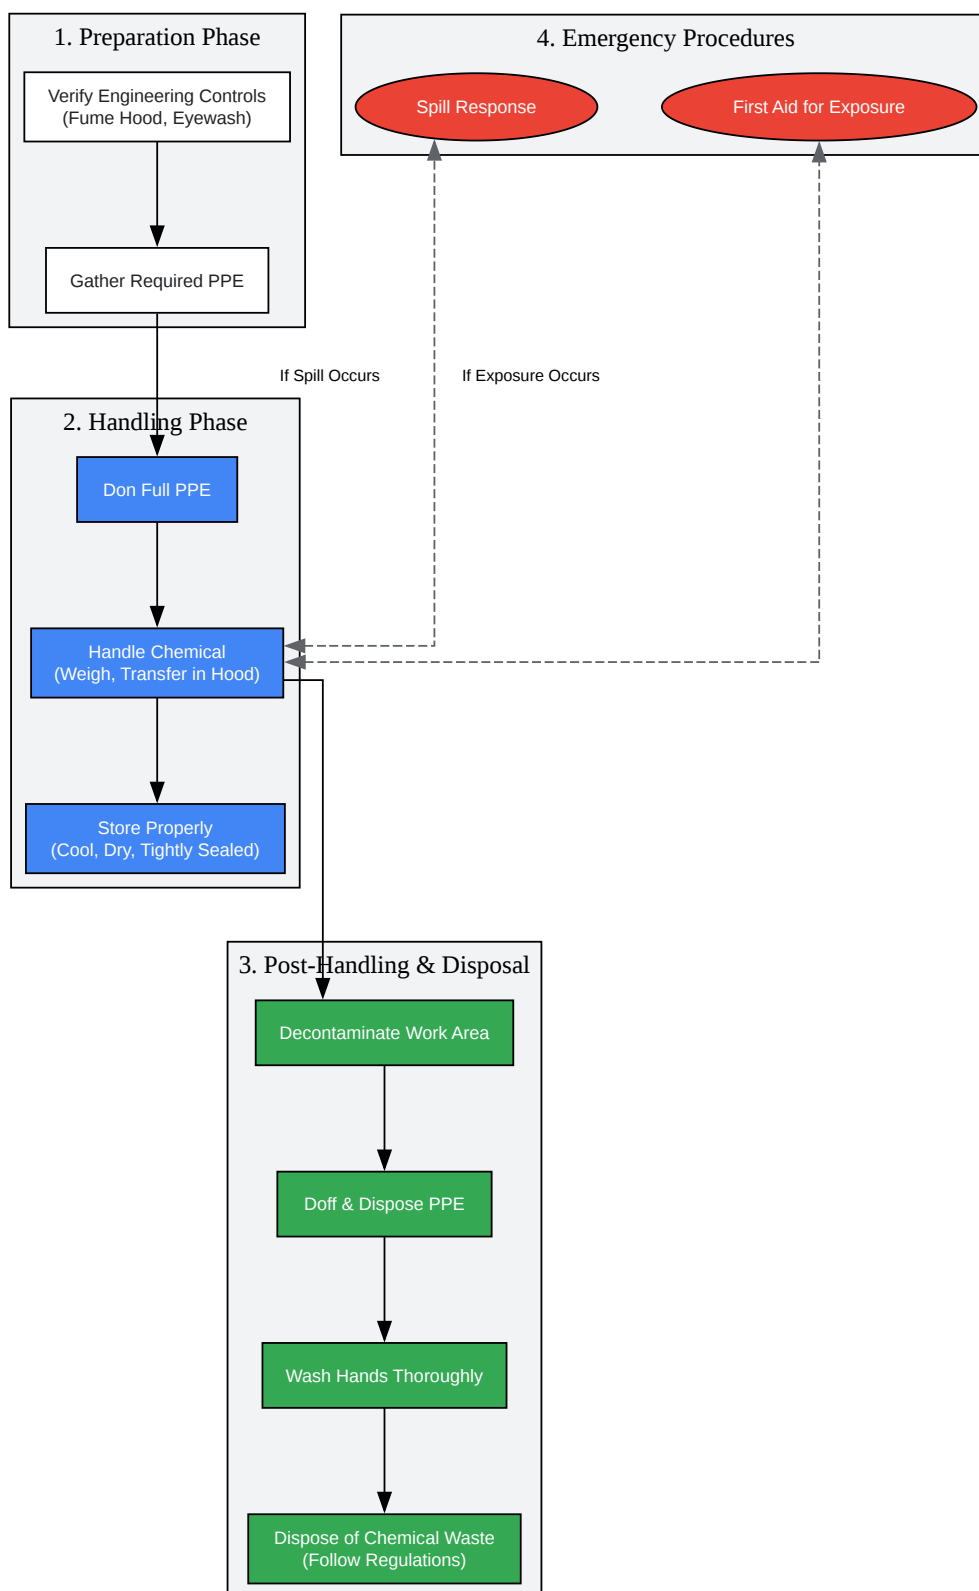 1. Preparation Phase
Verify Engineering Controls
(Fume Hood, Eyewash)
Gather Required PPE
4. Emergency Procedures
Spill Response
First Aid for Exposure
If Spill Occurs
If Exposure Occurs
2. Handling Phase
Don Full PPE
Handle Chemical
(Weigh, Transfer in Hood)
Store Properly
(Cool, Dry, Tightly Sealed)
3. Post-Handling & Disposal
Decontaminate Work Area
Doff & Dispose PPE
Wash Hands Thoroughly
Dispose of Chemical Waste
(Follow Regulations)